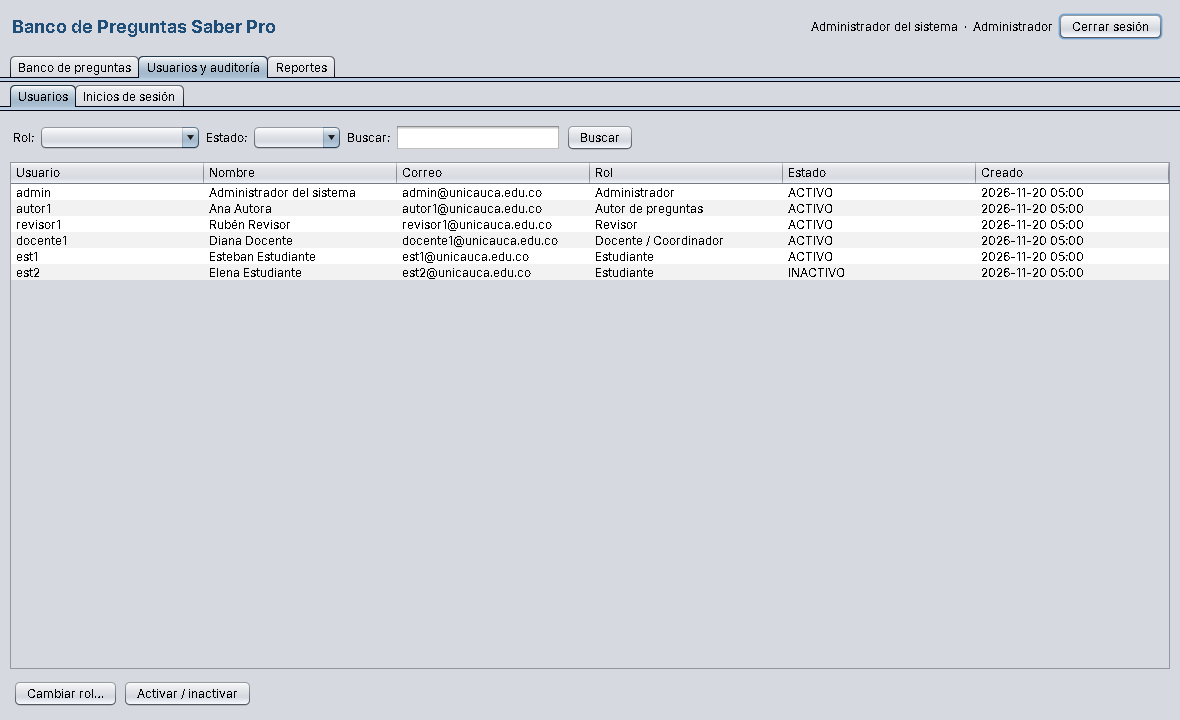 Banco de Preguntas Saber Pro
Administrador del sistema · Administrador Cerrar sesión
Banco de preguntas Usuarios y auditoría Reportes
Usuarios Inicios de sesión
Rol: Estado: Buscar: Buscar
Usuario Nombre Correo Rol Estado Creado
admin Administrador del sistema admin@unicauca.edu.co Administrador ACTIVO 2026-11-20 05:00
autor1 Ana Autora autor1@unicauca.edu.co Autor de preguntas ACTIVO 2026-11-20 05:00
revisor1 Rubén Revisor revisor1@unicauca.edu.co Revisor ACTIVO 2026-11-20 05:00
docente1 Diana Docente docente1@unicauca.edu.co Docente / Coordinador ACTIVO 2026-11-20 05:00
est1 Esteban Estudiante est1@unicauca.edu.co Estudiante ACTIVO 2026-11-20 05:00
est2 Elena Estudiante est2@unicauca.edu.co Estudiante INACTIVO 2026-11-20 05:00
Cambiar rol... Activar / inactivar